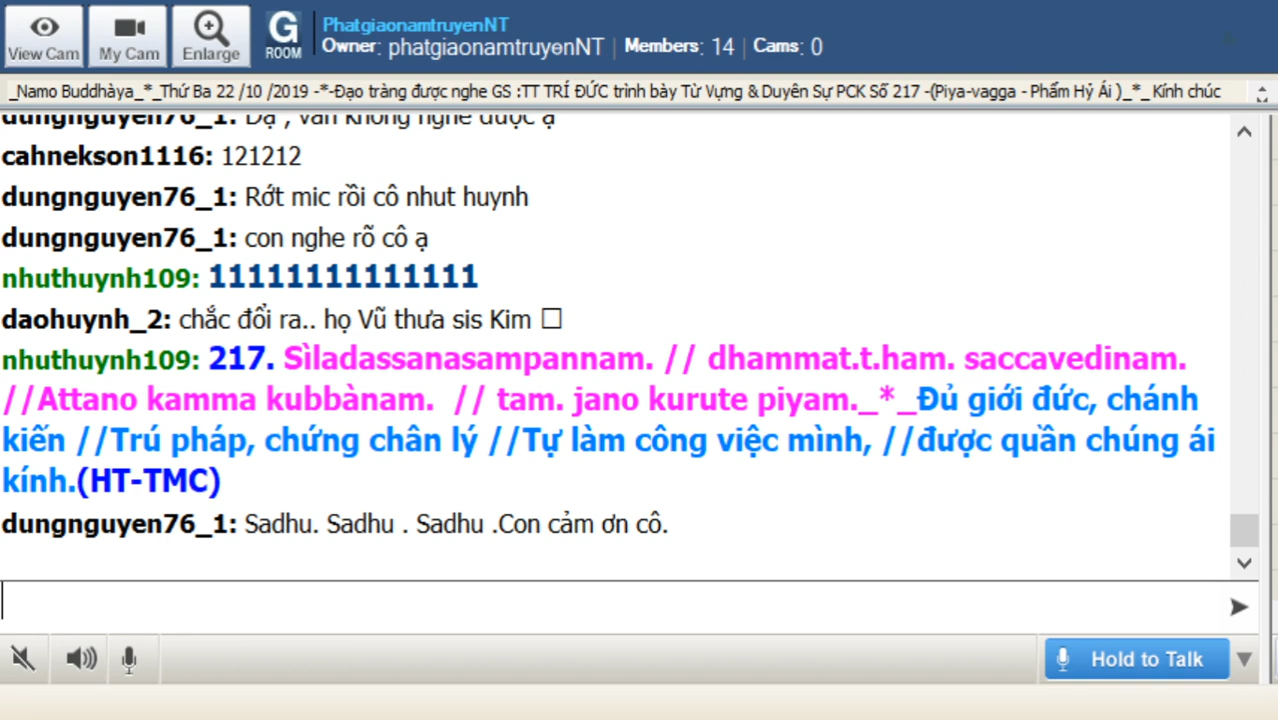 View Cam
My Cam
Enlarge
G
ROOM
PhatgiaonamtruyenNT
Owner: phatgiaonamtruyenNT | Members: 14 | Cams: 0
_Namo Buddhàya_*_Thứ Ba 22 /10 /2019 -*-Đạo tràng được nghe GS :TT TRÍ ĐỨC trình bày Từ Vựng & Duyên Sự PCK Số 217 -(Piya-vagga - Phẩm Hỷ Ái )_*_ Kính chúc
dungnguyen76_1: Dạ , vẫn không nghe được ạ
cahnekson1116: 121212
dungnguyen76_1: Rớt mic rồi cô nhut huynh
dungnguyen76_1: con nghe rõ cô ạ
nhuthuynh109: 11111111111111
daohuynh_2: chắc đổi ra.. họ Vũ thưa sis Kim □
nhuthuynh109: 217. Sìladassanasampannam. // dhammat.t.ham. saccavedinam.
//Attano kamma kubbànam. // tam. jano kurute piyam._*_Đủ giới đức, chánh
kiến //Trú pháp, chứng chân lý //Tự làm công việc mình, //được quần chúng ái
kính.(HT-TMC)
dungnguyen76_1: Sadhu. Sadhu . Sadhu .Con cảm ơn cô.
Hold to Talk